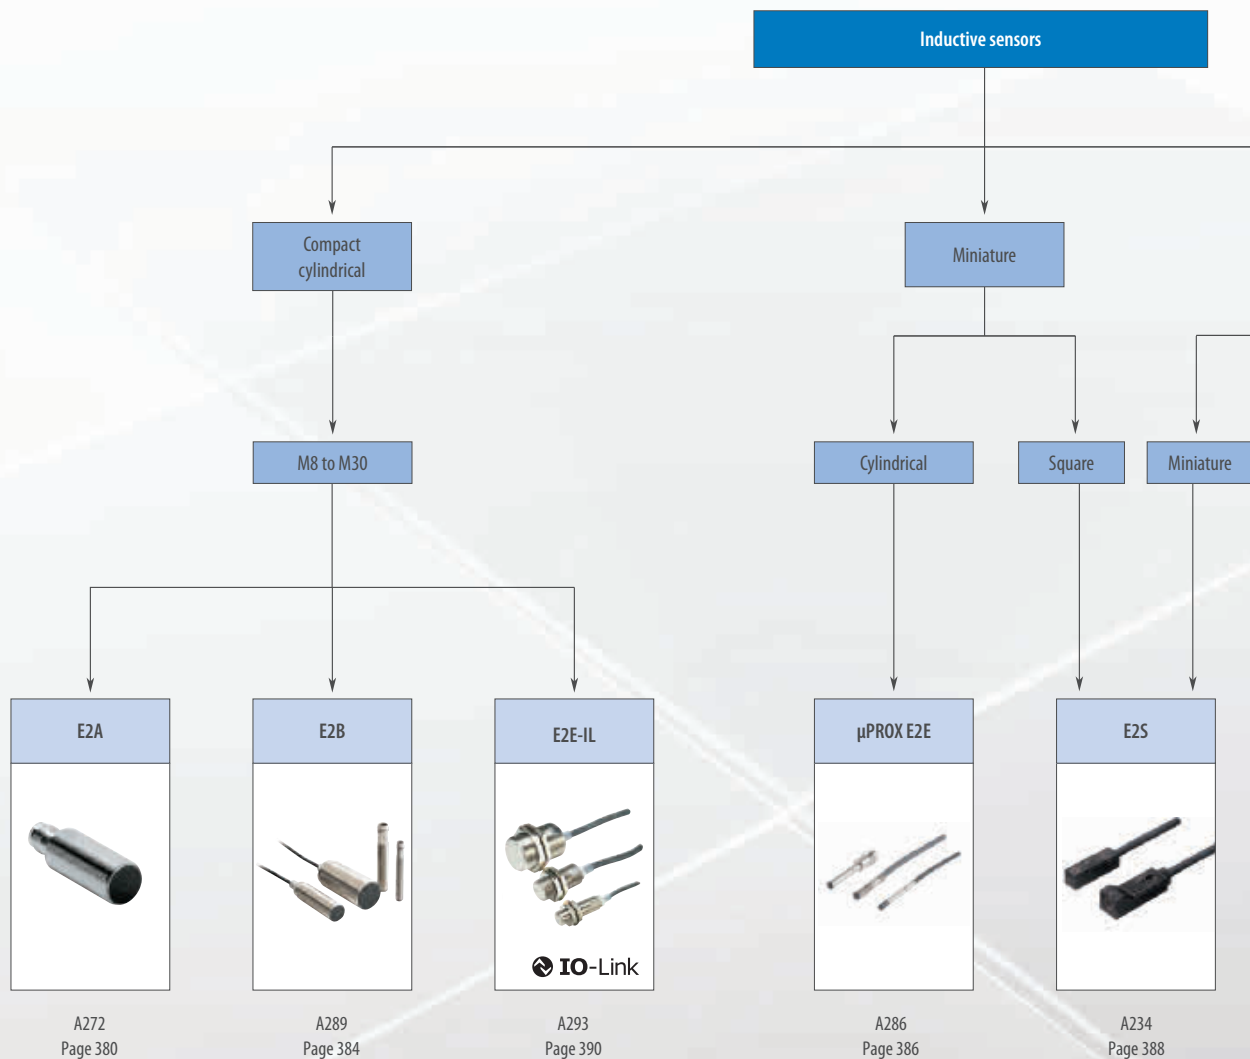 Inductive sensors
Compact
cylindrical
Miniature
M8 to M30
Cylindrical
Square
Miniature
E2A
E2B
E2E-IL
µPROX E2E
E2S
IO-Link
A272
Page 380
A289
Page 384
A293
Page 390
A286
Page 386
A234
Page 388